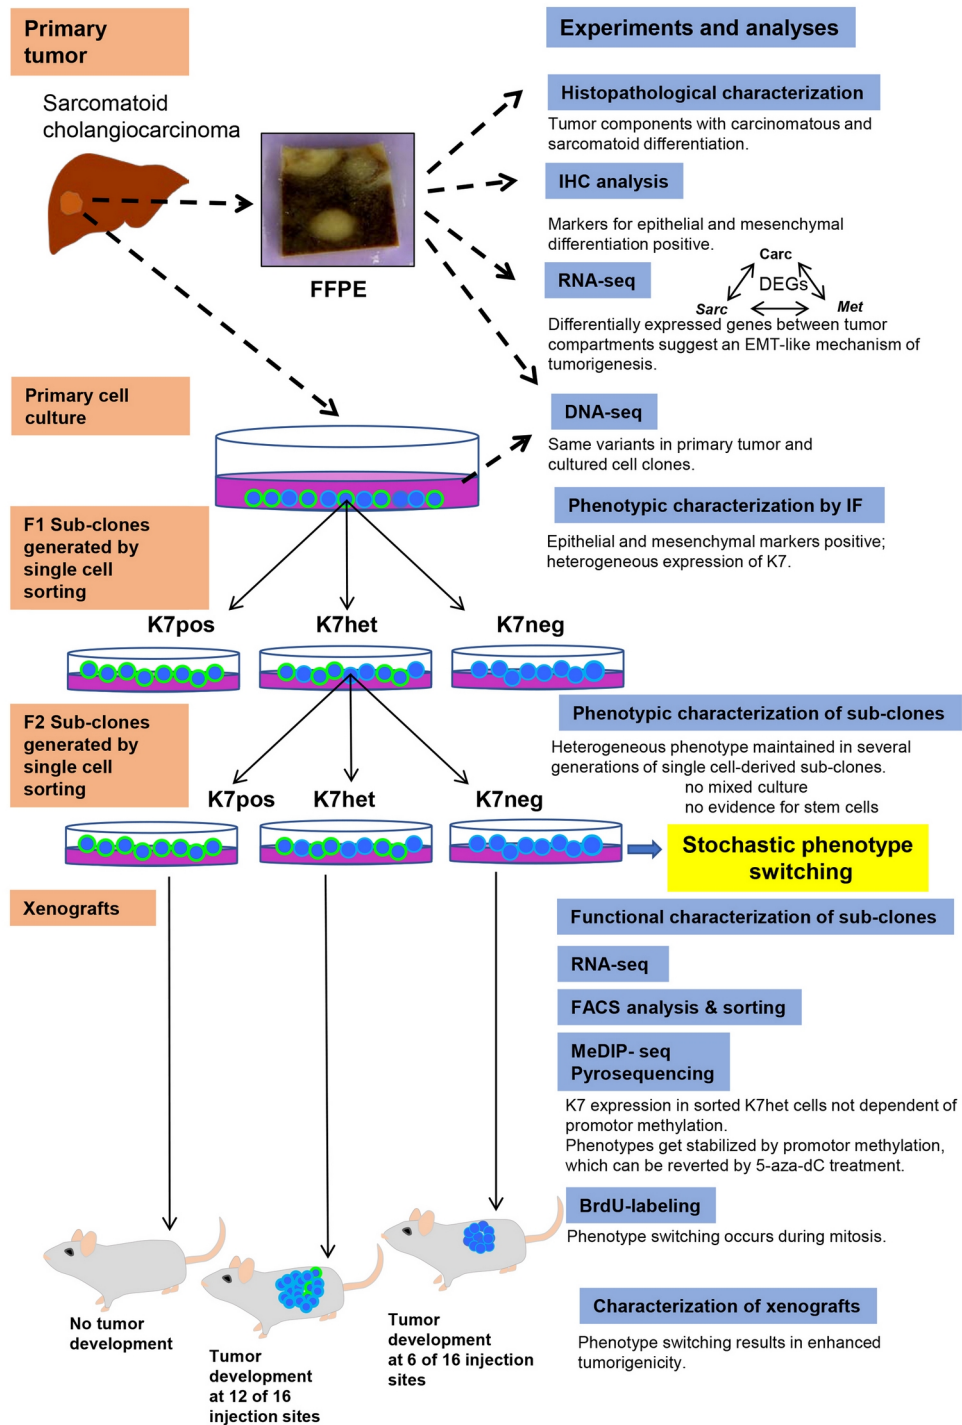 Primary
tumor
Experiments and analyses
Sarcomatoid
cholangiocarcinoma
FFPE
Histopathological characterization
Tumor components with carcinomatous and
sarcomatoid differentiation.
IHC analysis
Markers for epithelial and mesenchymal
differentiation positive.
RNA-seq
Carc
DEGs
Sarc
Met
Differentially expressed genes between tumor
compartments suggest an EMT-like mechanism of
tumorigenesis.
Primary cell
culture
DNA-seq
Same variants in primary tumor and
cultured cell clones.
Phenotypic characterization by IF
Epithelial and mesenchymal markers positive;
heterogeneous expression of K7.
F1 Sub-clones
generated by
single cell
sorting
K7pos
K7het
K7neg
F2 Sub-clones
generated by
single cell
sorting
Phenotypic characterization of sub-clones
Heterogeneous phenotype maintained in several
generations of single cell-derived sub-clones.
no mixed culture
no evidence for stem cells
K7pos
K7het
K7neg
Stochastic phenotype
switching
Xenografts
Functional characterization of sub-clones
RNA-seq
FACS analysis & sorting
MeDIP- seq
Pyrosequencing
K7 expression in sorted K7het cells not dependent of
promotor methylation.
Phenotypes get stabilized by promotor methylation,
which can be reverted by 5-aza-dC treatment.
BrdU-labeling
Phenotype switching occurs during mitosis.
No tumor
development
Tumor
development
at 12 of 16
injection sites
Tumor
development
at 6 of 16 injection
sites
Characterization of xenografts
Phenotype switching results in enhanced
tumorigenicity.